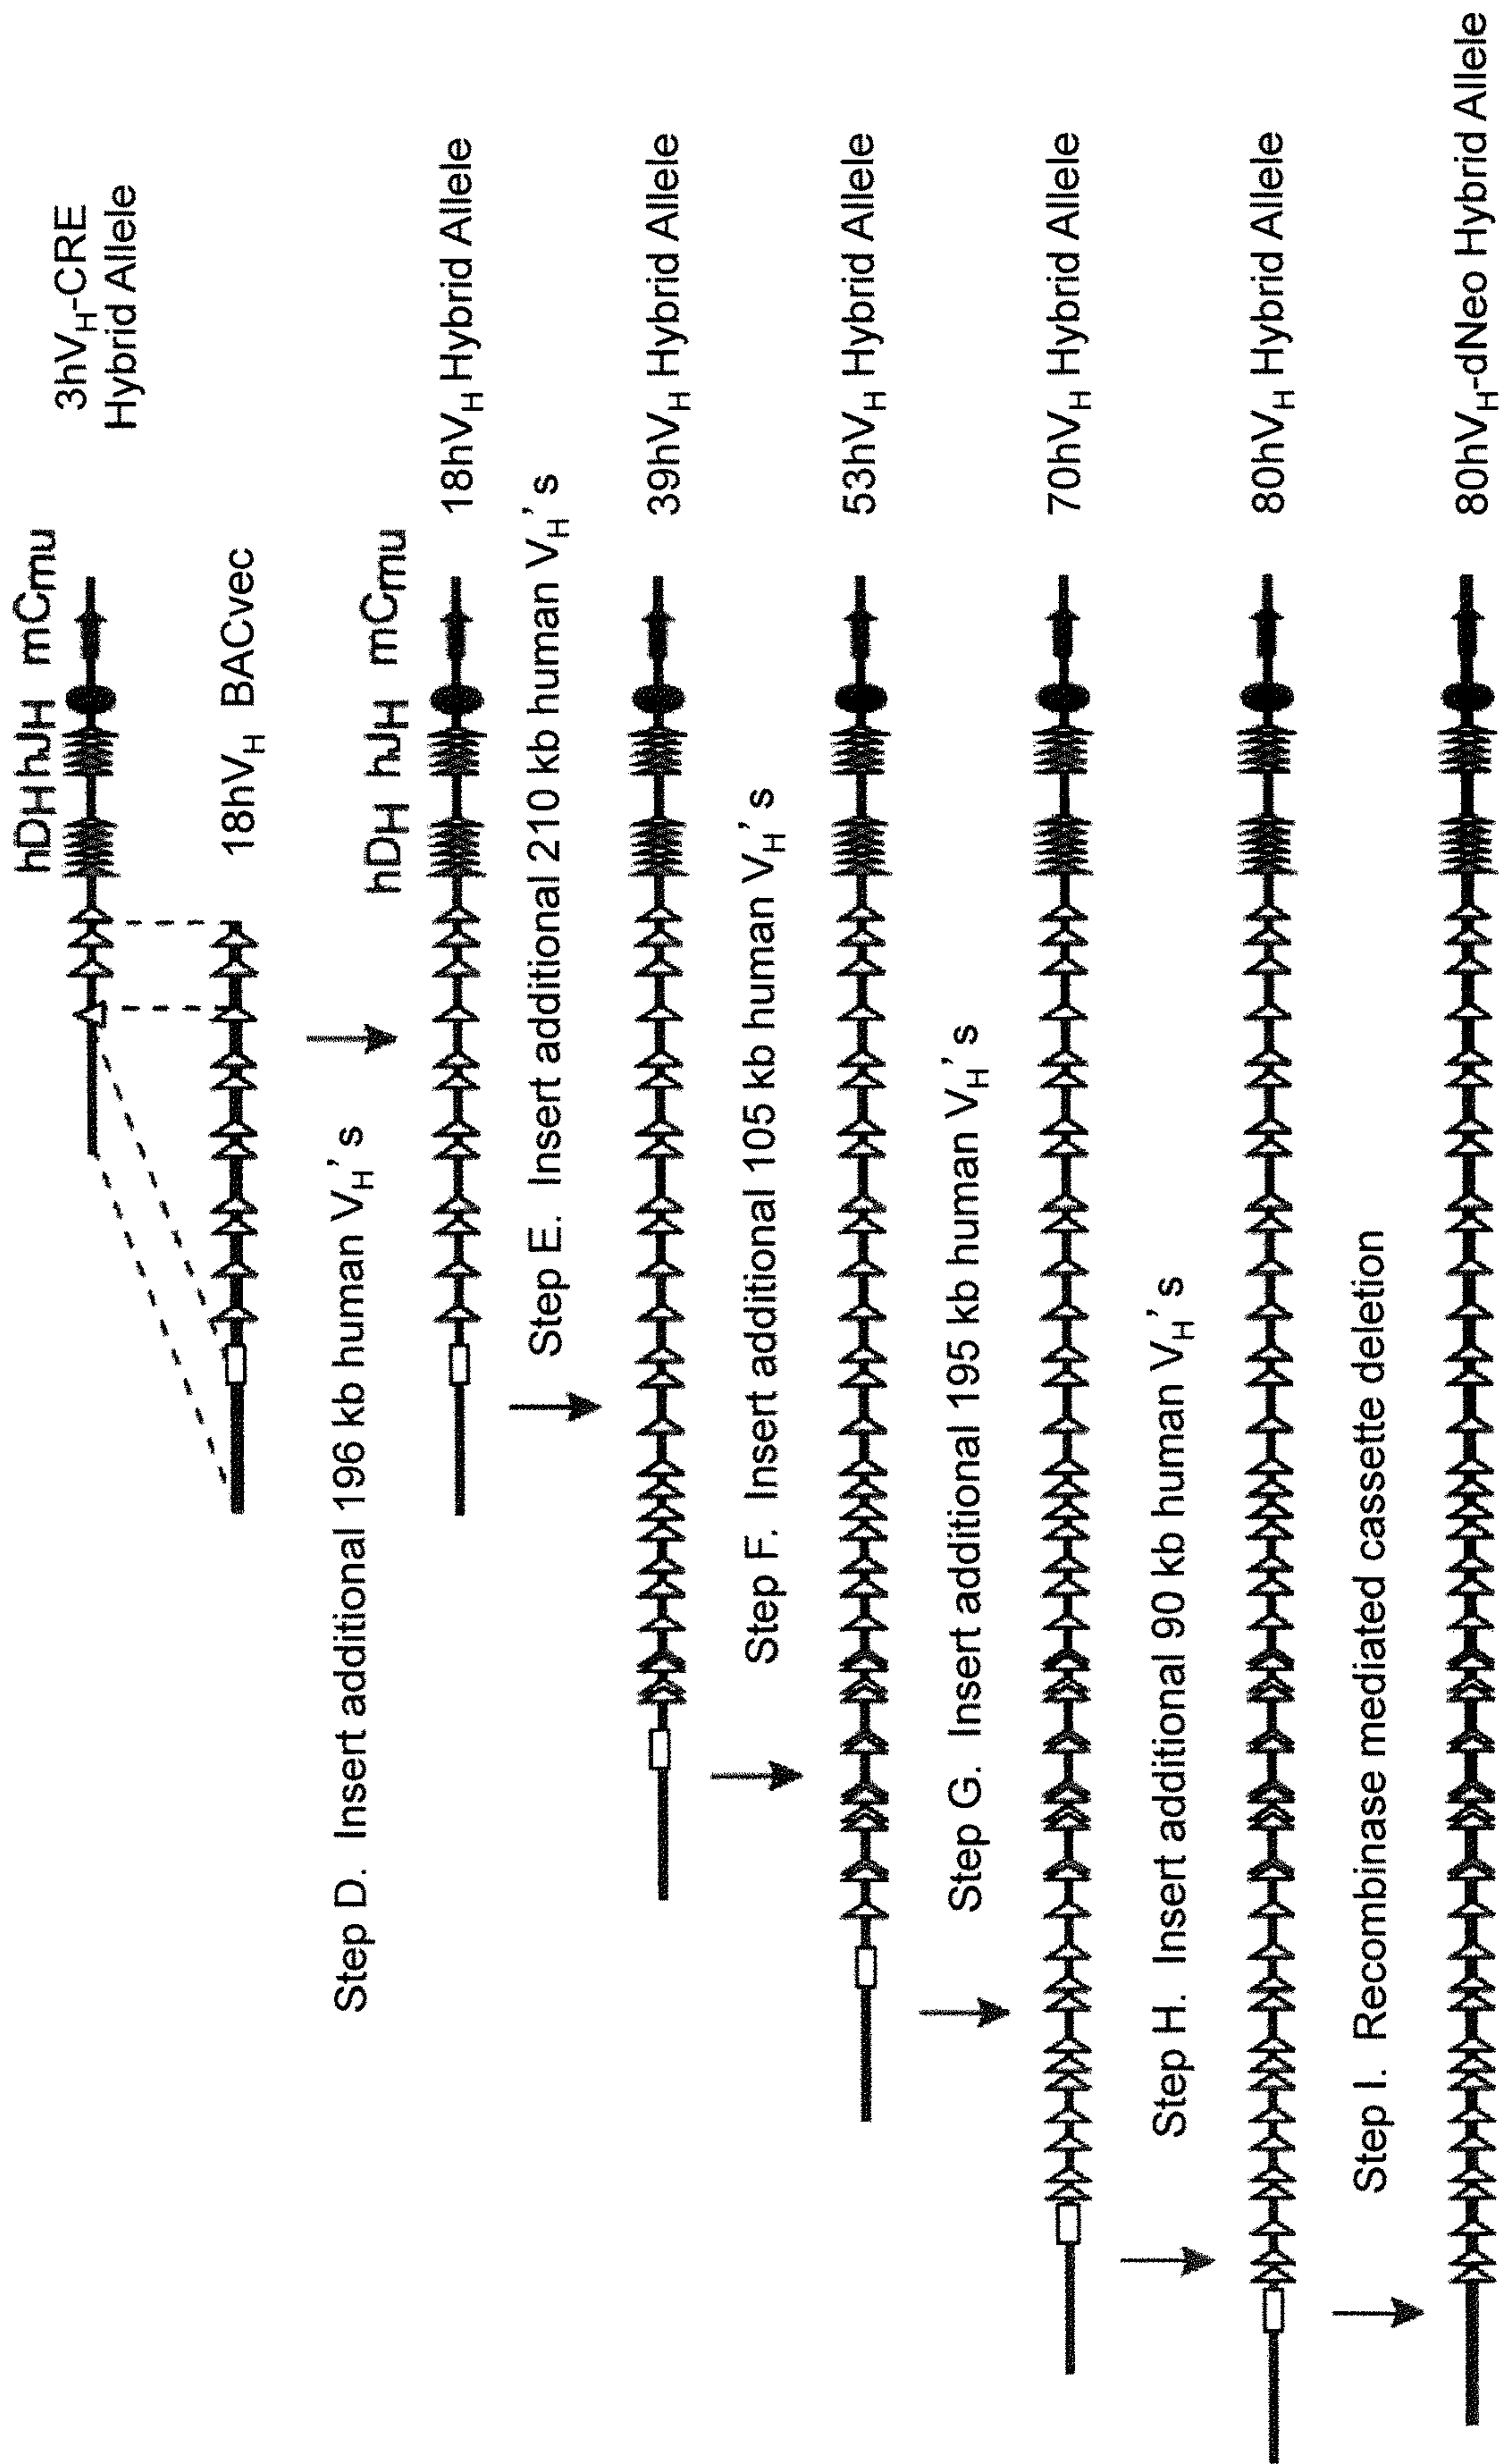 hDH hJH mCmu
3hVH-CRE
Hybrid Allele
18hVH BACvec
Step D. Insert additional 196 kb human VH's
hDH hJH mCmu
18hVH Hybrid Allele
Step E. Insert additional 210 kb human VH's
39hVH Hybrid Allele
Step F. Insert additional 105 kb human VH's
53hVH Hybrid Allele
Step G. Insert additional 195 kb human VH's
70hVH Hybrid Allele
Step H. Insert additional 90 kb human VH's
80hVH Hybrid Allele
Step I. Recombinase mediated cassette deletion
80hVH-dNeo Hybrid Allele